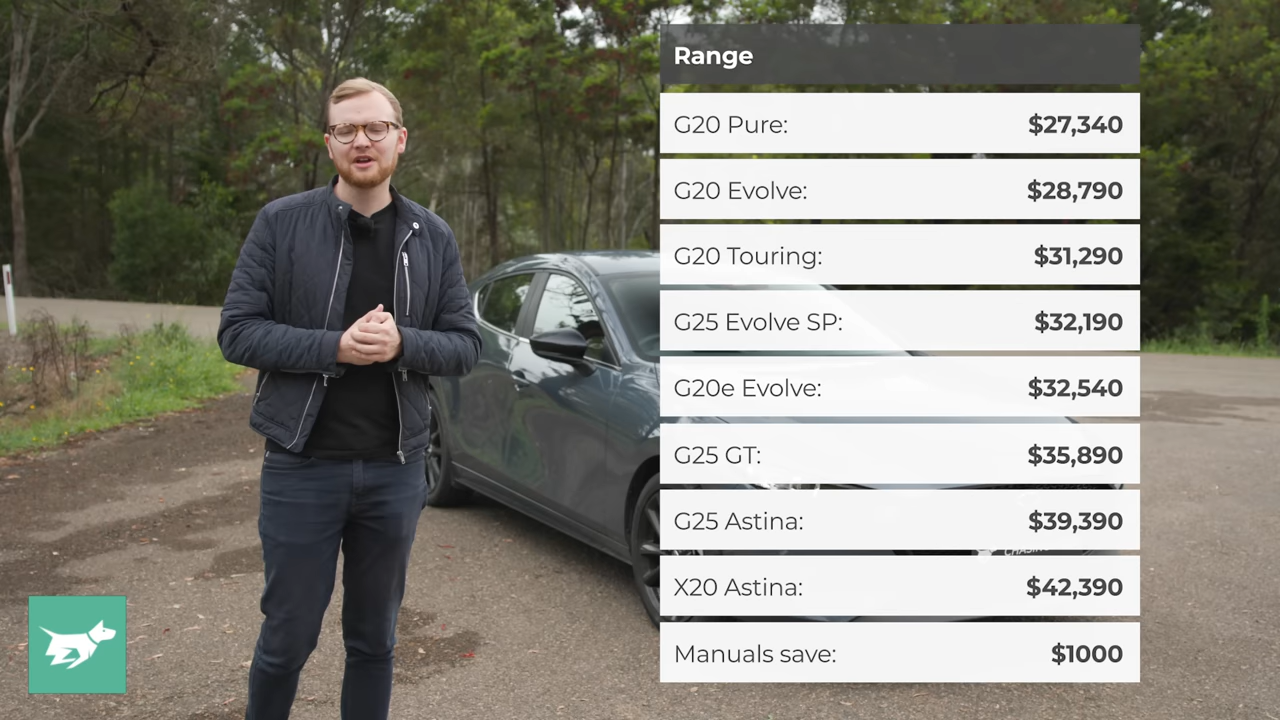 Range
G20 Pure: $27,340
G20 Evolve: $28,790
G20 Touring: $31,290
G25 Evolve SP: $32,190
G20e Evolve: $32,540
G25 GT: $35,890
G25 Astina: $39,390
X20 Astina: $42,390
Manuals save: $1000